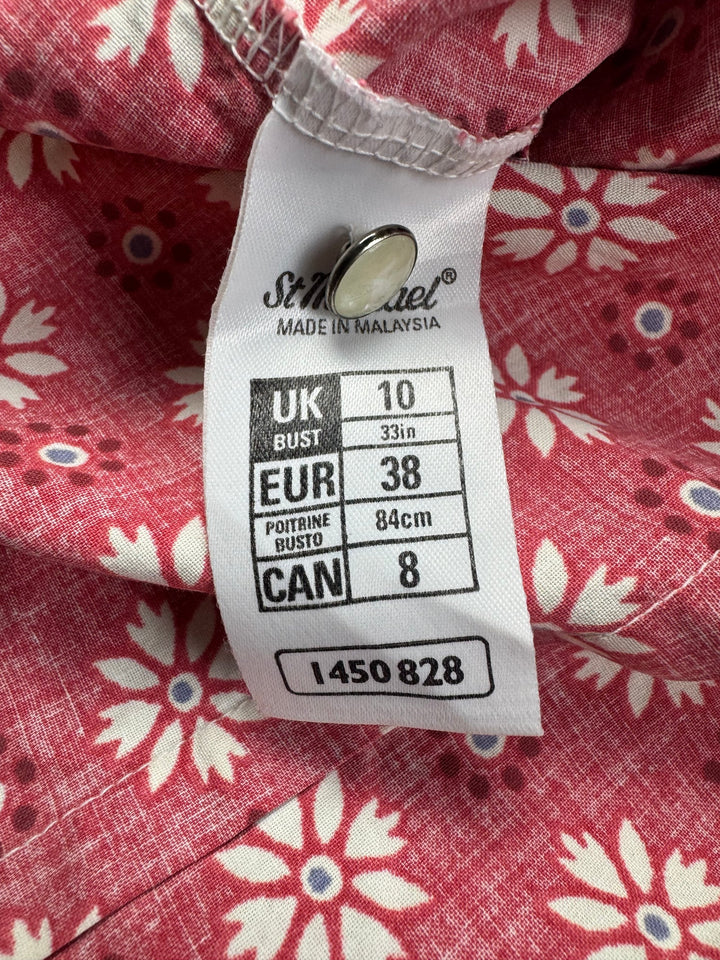 St Michael®
MADE IN MALAYSIA
UK 10
BUST 33in
EUR 38
POITRINE BUSTO 84cm
CAN 8
1450 828